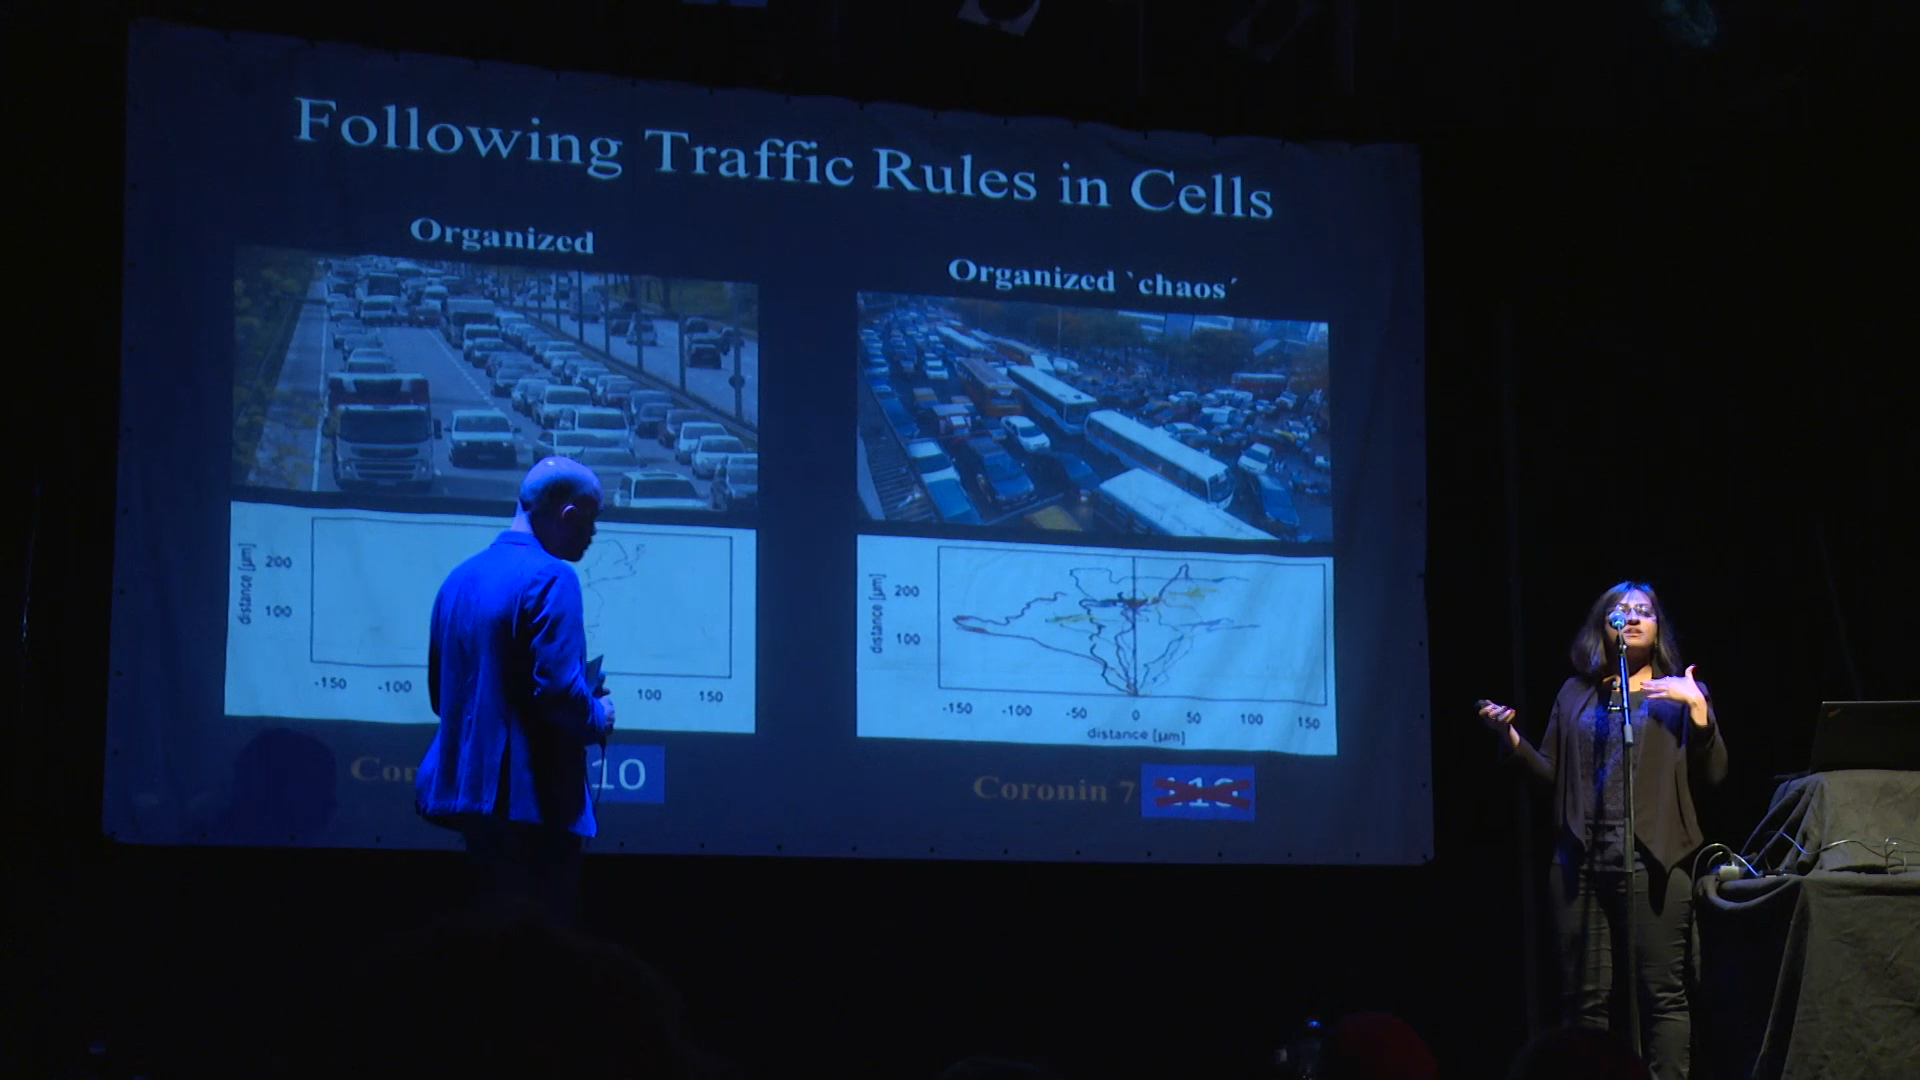 Following Traffic Rules in Cells
Organized
Organized `chaos´
distance [µm]
200
100
-150 -100 100 150
distance [µm]
200
100
-150 -100 -50 0 50 100 150
distance [µm]
10
Coronin 7